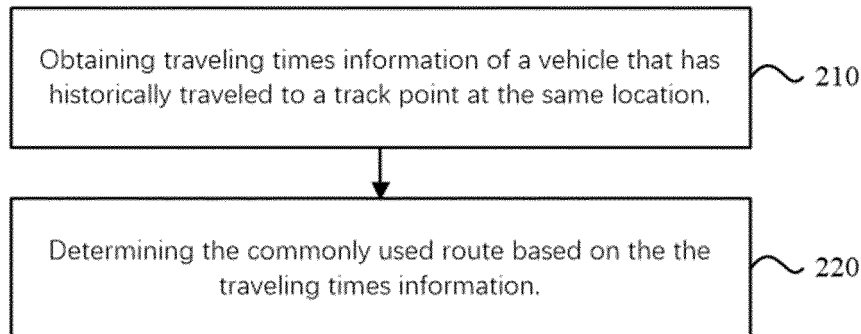 Obtaining traveling times information of a vehicle that has
historically traveled to a track point at the same location.
210
Determining the commonly used route based on the the
traveling times information.
220